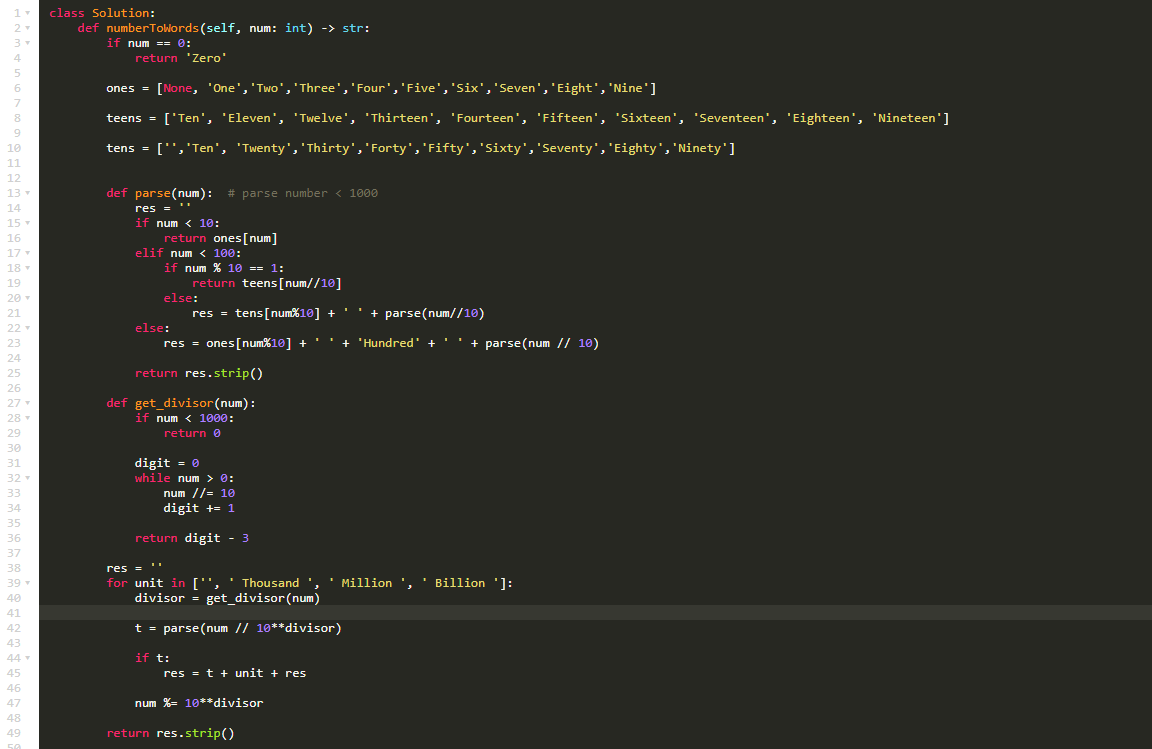 1 class Solution:
2 def numberToWords(self, num: int) -> str:
3 if num == 0:
4 return 'Zero'
5
6 ones = [None, 'One','Two','Three','Four','Five','Six','Seven','Eight','Nine']
7
8 teens = ['Ten', 'Eleven', 'Twelve', 'Thirteen', 'Fourteen', 'Fifteen', 'Sixteen', 'Seventeen', 'Eighteen', 'Nineteen']
9
10 tens = ['','Ten', 'Twenty','Thirty','Forty','Fifty','Sixty','Seventy','Eighty','Ninety']
11
12
13 def parse(num): # parse number < 1000
14 res = ''
15 if num < 10:
16 return ones[num]
17 elif num < 100:
18 if num % 10 == 1:
19 return teens[num//10]
20 else:
21 res = tens[num%10] + ' ' + parse(num//10)
22 else:
23 res = ones[num%10] + ' ' + 'Hundred' + ' ' + parse(num // 10)
24
25 return res.strip()
26
27 def get_divisor(num):
28 if num < 1000:
29 return 0
30
31 digit = 0
32 while num > 0:
33 num //= 10
34 digit += 1
35
36 return digit - 3
37
38 res = ''
39 for unit in ['', ' Thousand ', ' Million ', ' Billion ']:
40 divisor = get_divisor(num)
41
42 t = parse(num // 10**divisor)
43
44 if t:
45 res = t + unit + res
46
47 num %= 10**divisor
48
49 return res.strip()
50